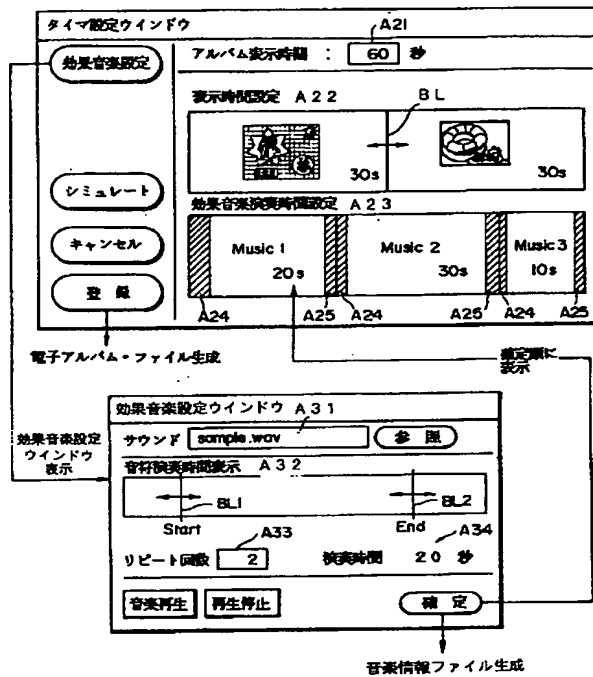 タイマ設定ウインドウ
A21
効果音楽設定
アルバム表示時間 : 60 秒
表示時間設定 A22
BL
30s
30s
シミュレート
効果音楽演奏時間設定 A23
キャンセル
Music 1
20s
Music 2
30s
Music 3
10s
登 録
A24
A25
A24
A25
A24
A25
電子アルバム・ファイル生成
確定順に
表示
効果音楽設定
ウインドウ
表示
効果音楽設定ウインドウ A31
サウンド sample.wav 参 照
音符演奏時間表示 A32
BL1
BL2
Start
End
A33
A34
リピート回数 2 演奏時間 20 秒
音楽再生 再生停止 確 定
音楽情報ファイル生成